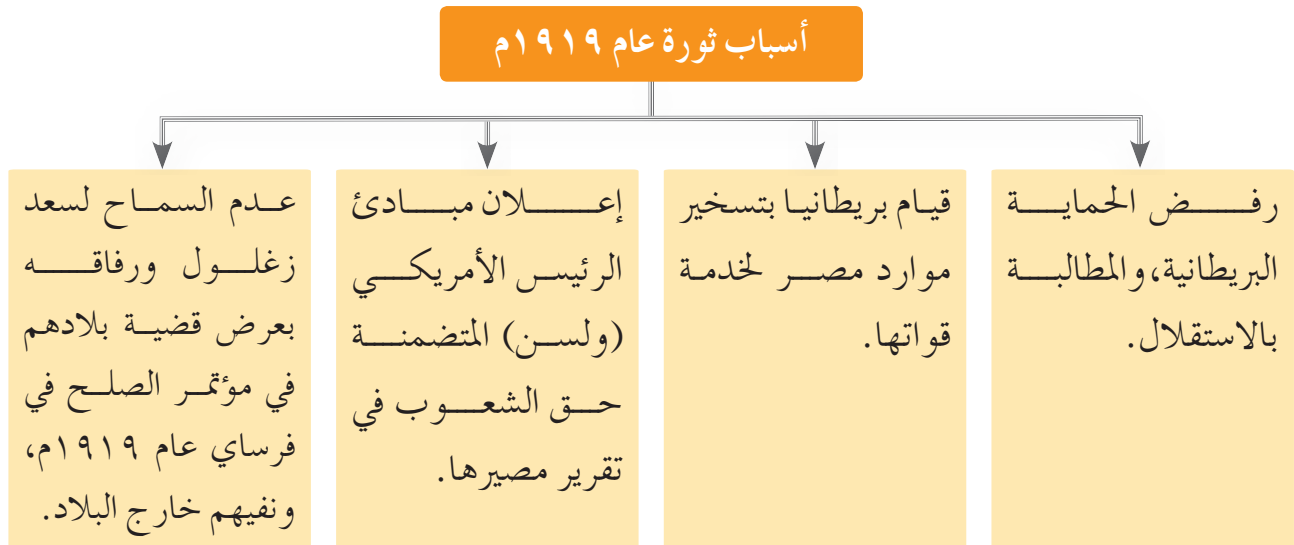 أسباب ثورة عام ١٩١٩م
رفض الحماية
البريطانية، والمطالبة
بالاستقلال.
قيام بريطانيا بتسخير
موارد مصر لخدمة
قواتها.
إعلان مبادئ
الرئيس الأمريكي
(ولسن) المتضمنة
حق الشعوب في
تقرير مصيرها.
عدم السماح لسعد
زغلول ورفاقه
بعرض قضية بلادهم
في مؤتمر الصلح في
فرساي عام ١٩١٩م،
ونفيهم خارج البلاد.